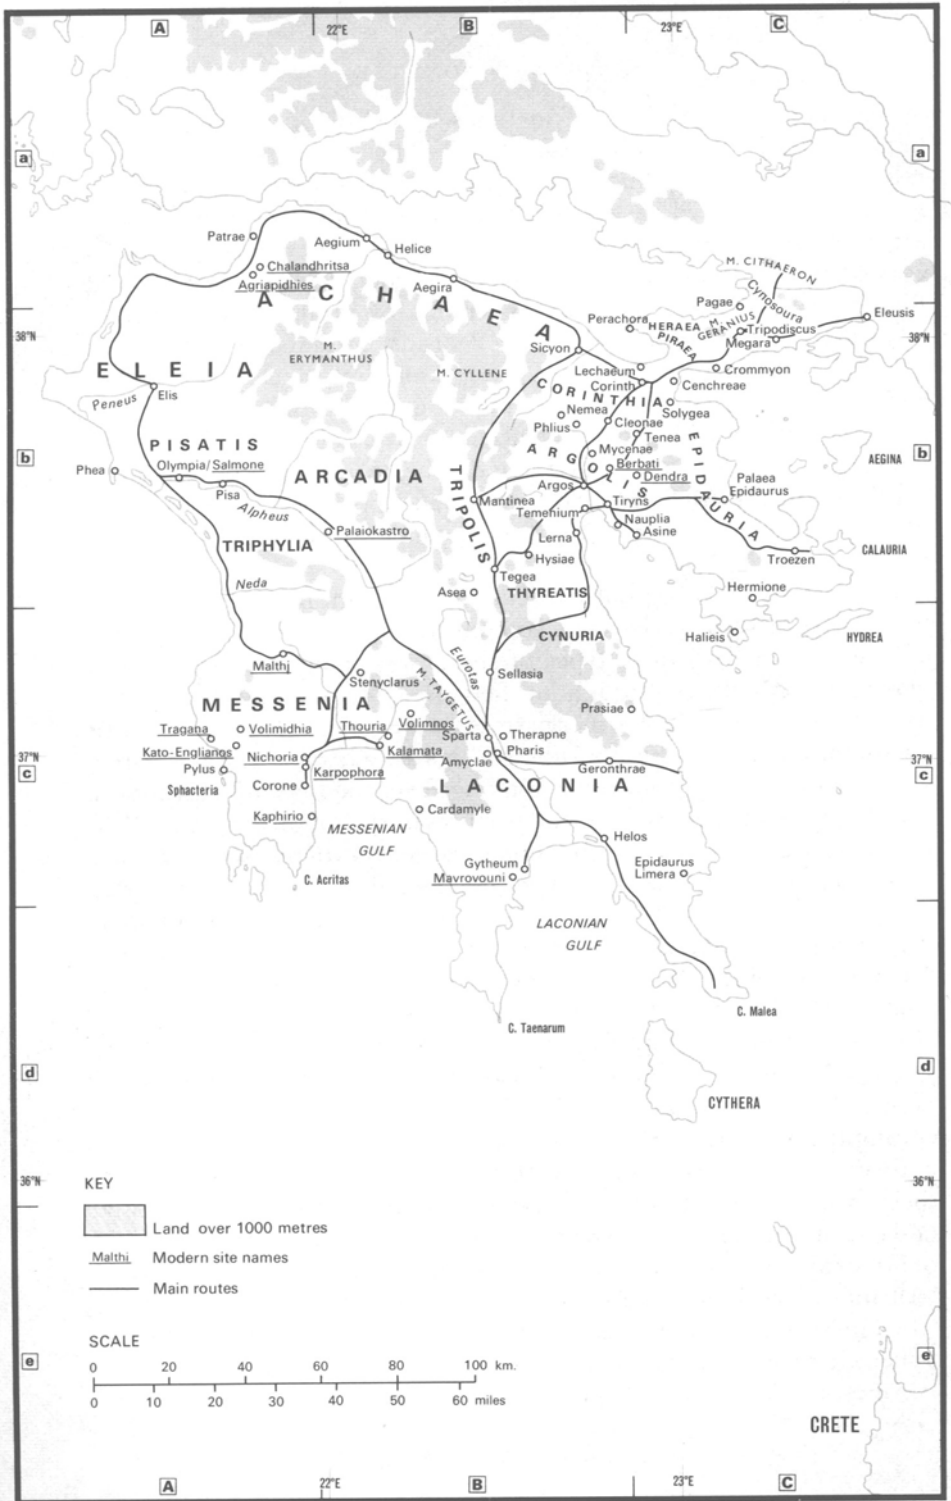 A
22°E
B
23°E
C
a
a
Patrae
Aegium
Helice
Chalandhritsa
Agriapidhies
Aegira
ACHAEA
M. CITHAERON
Cynosoura
Pagae
Perachora
HERAEA
M. GERANIUS
PIRAEA
Tripodiscus
Megara
Eleusis
38°N
38°N
M. ERYMANTHUS
Sicyon
Lechaeum
Corinth
Crommyon
Cenchreae
M. CYLLENE
ELEIA
Peneus
Elis
CORINTHIA
Solygea
Nemea
Phlius
Cleonae
Tenea
PISATIS
ARGOLIS
EPIDAURIA
Mycenae
Berbati
Dendra
AEGINA
b
b
Phea
Olympia/Salmone
Pisa
Alpheus
ARCADIA
TRIPOLIS
Mantinea
Argos
Tiryns
Temenium
Palaea
Epidaurus
Nauplia
Asine
Lerna
Palaiokastro
TRIPHYLIA
Hysiae
Troezen
CALAURIA
Tegea
Neda
Asea
THYREATIS
Hermione
CYNURIA
Halieis
HYDREA
Malthi
Stenyclarus
Eurotas
Sellasia
M. TAYGETUS
MESSENIA
Volimnos
Prasiae
Tragana
Volimidhia
Thouria
Kato-Englianos
Nichoria
Kalamata
Sparta
Therapne
Amyclae
Pharis
37°N
37°N
c
c
Pylus
Sphacteria
Karpophora
Corone
Geronthrae
LACONIA
Kaphirio
Cardamyle
MESSENIAN
GULF
Helos
Gytheum
Mavrovouni
Epidaurus
Limera
C. Acritas
LACONIAN
GULF
C. Taenarum
C. Malea
d
d
CYTHERA
36°N
36°N
KEY
Land over 1000 metres
Malthi Modern site names
Main routes
SCALE
0 20 40 60 80 100 km.
0 10 20 30 40 50 60 miles
e
e
CRETE
A
22°E
B
23°E
C